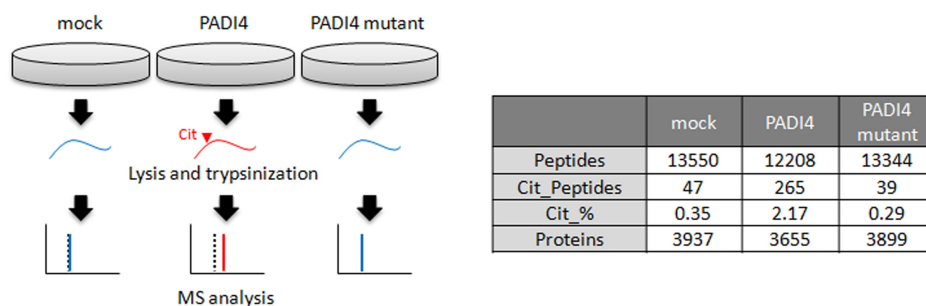 mock PADI4 PADI4 mutant
Cit
Lysis and trypsinization
MS analysis
mock PADI4 PADI4
mutant
Peptides 13550 12208 13344
Cit_Peptides 47 265 39
Cit_% 0.35 2.17 0.29
Proteins 3937 3655 3899